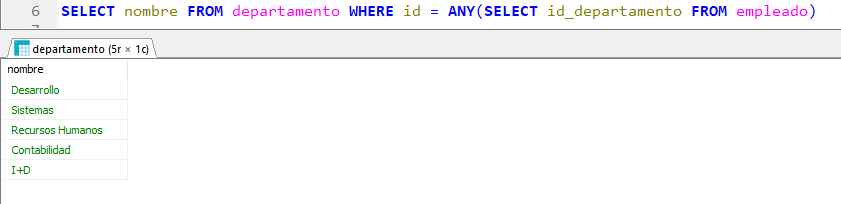 6 SELECT nombre FROM departamento WHERE id = ANY(SELECT id_departamento FROM empleado)
departamento (5r × 1c)
nombre
Desarrollo
Sistemas
Recursos Humanos
Contabilidad
I+D